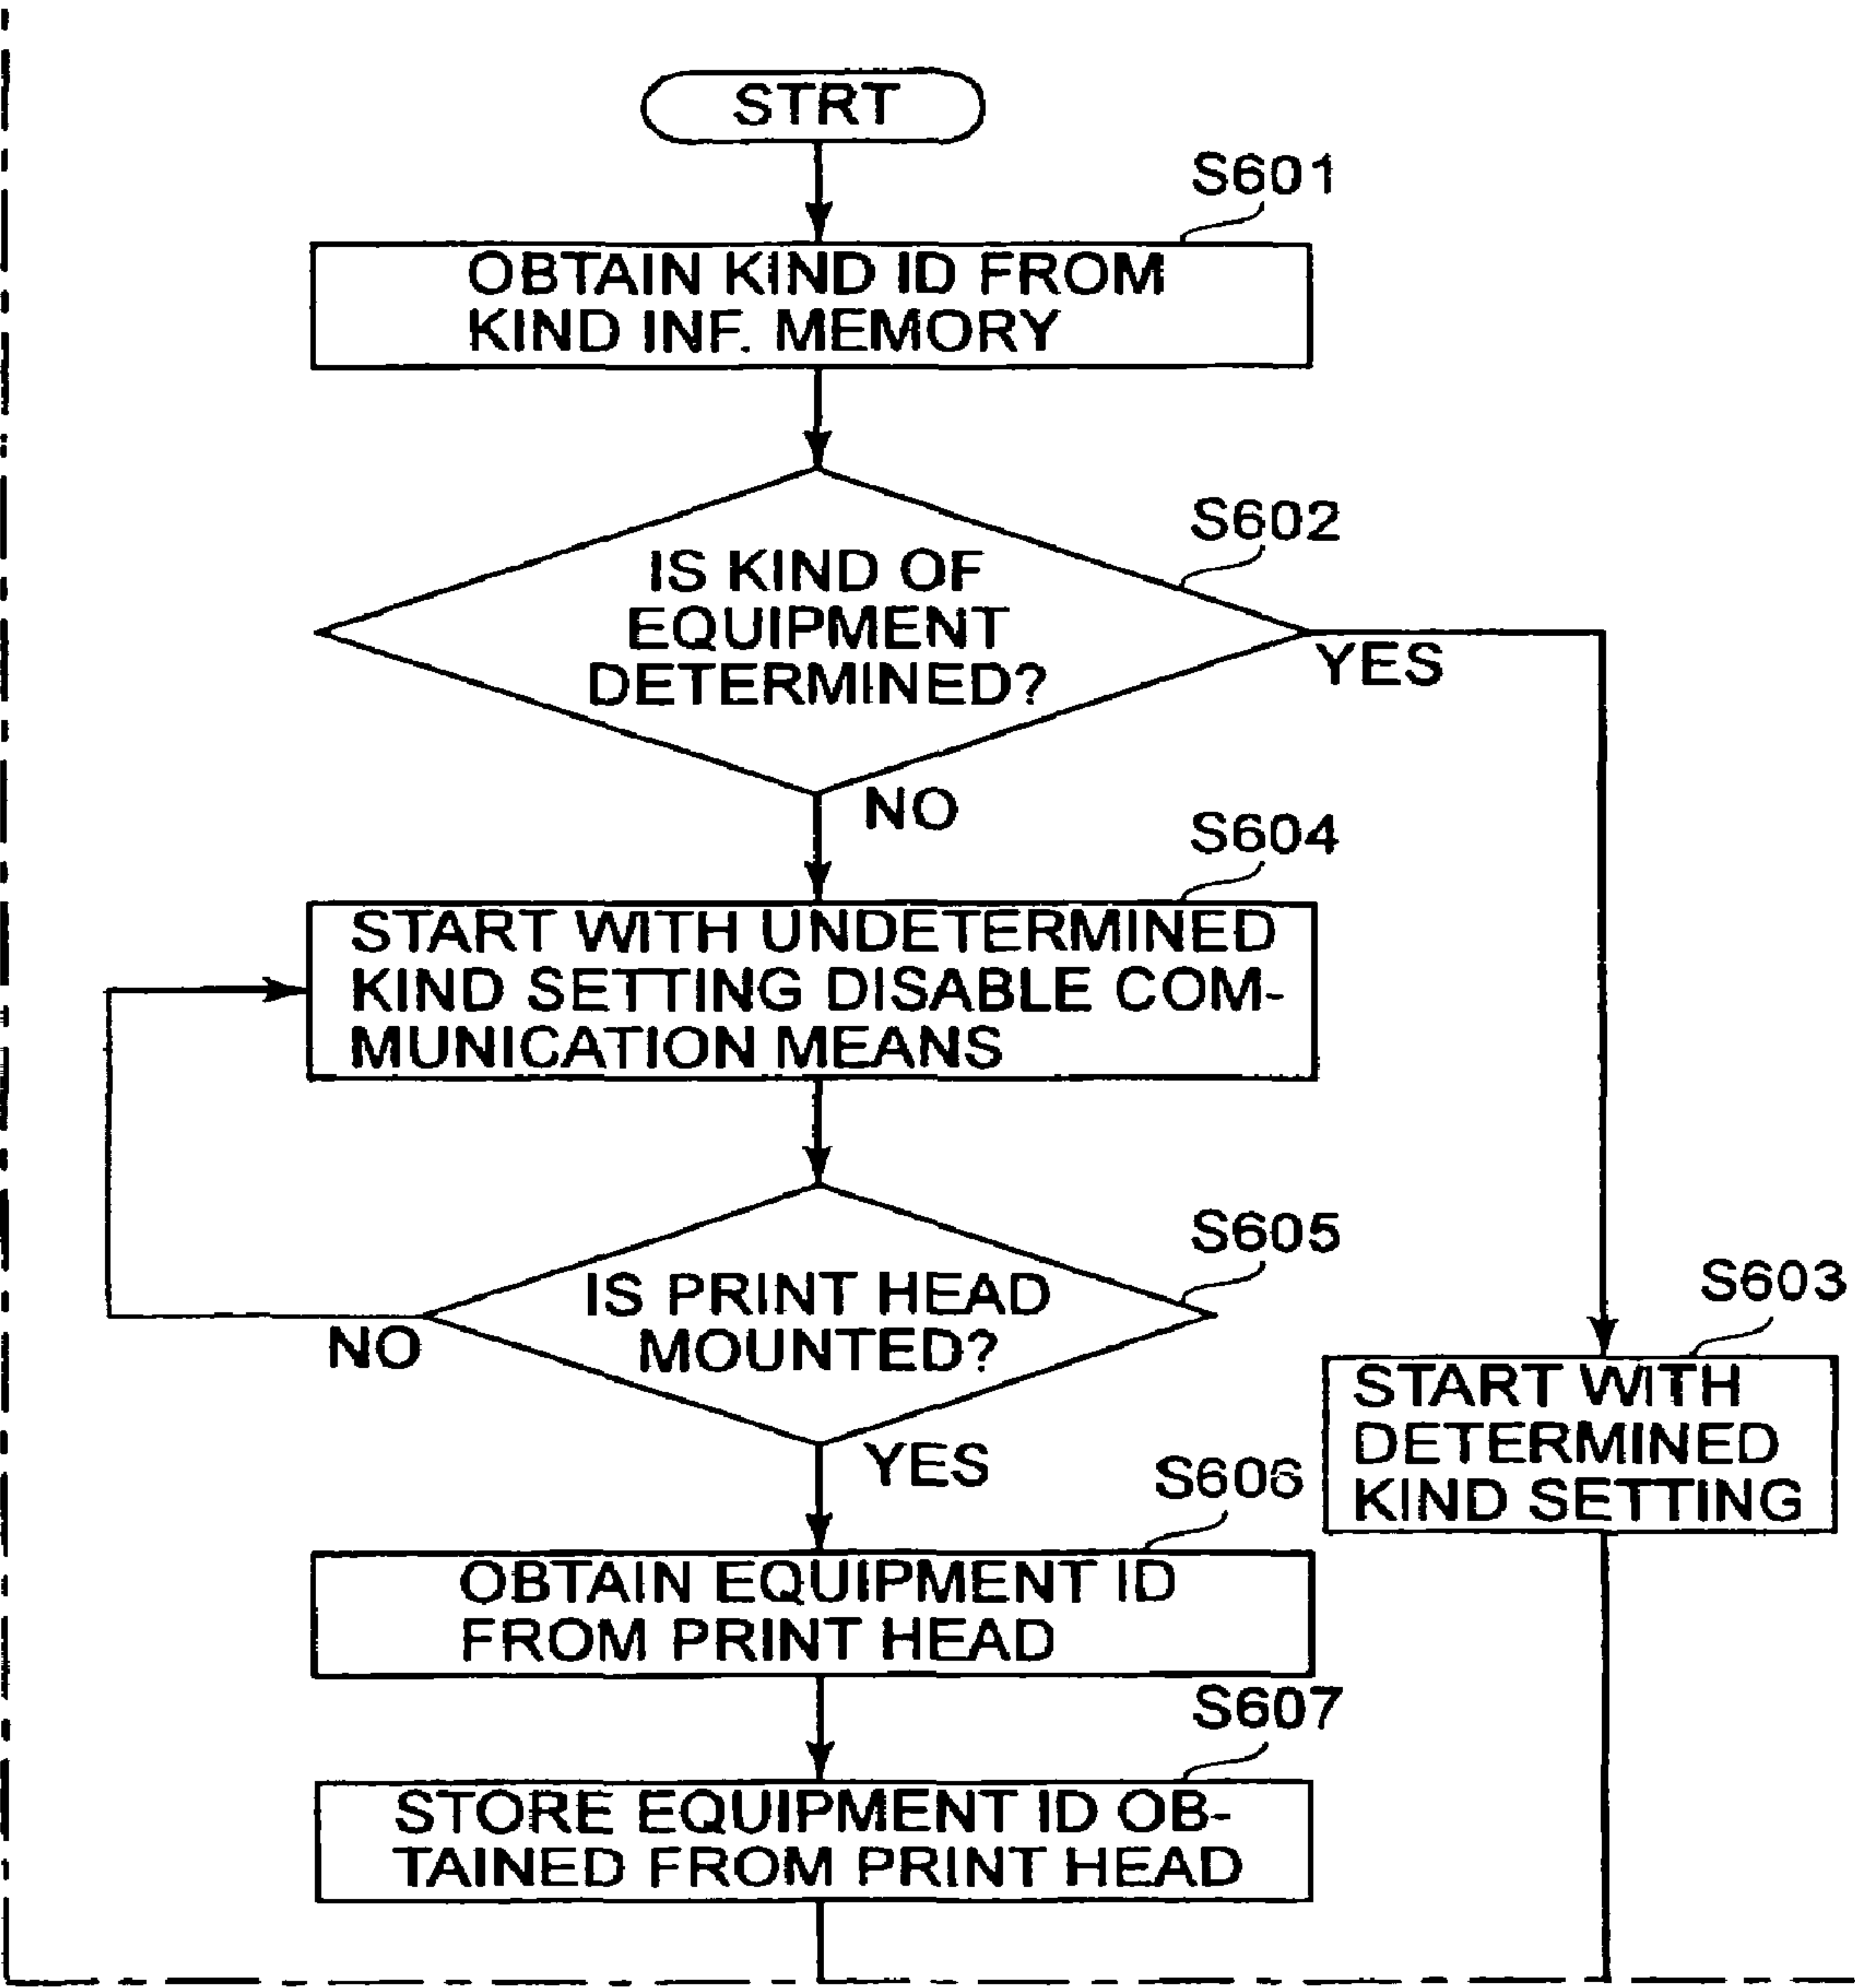 STRT
S601
OBTAIN KIND ID FROM
KIND INF. MEMORY
S602
IS KIND OF
EQUIPMENT
DETERMINED?
YES
NO
S604
START WITH UNDETERMINED
KIND SETTING DISABLE COM-
MUNICATION MEANS
S605
IS PRINT HEAD
MOUNTED?
NO
YES
S603
START WITH
DETERMINED
KIND SETTING
S606
OBTAIN EQUIPMENT ID
FROM PRINT HEAD
S607
STORE EQUIPMENT ID OB-
TAINED FROM PRINT HEAD